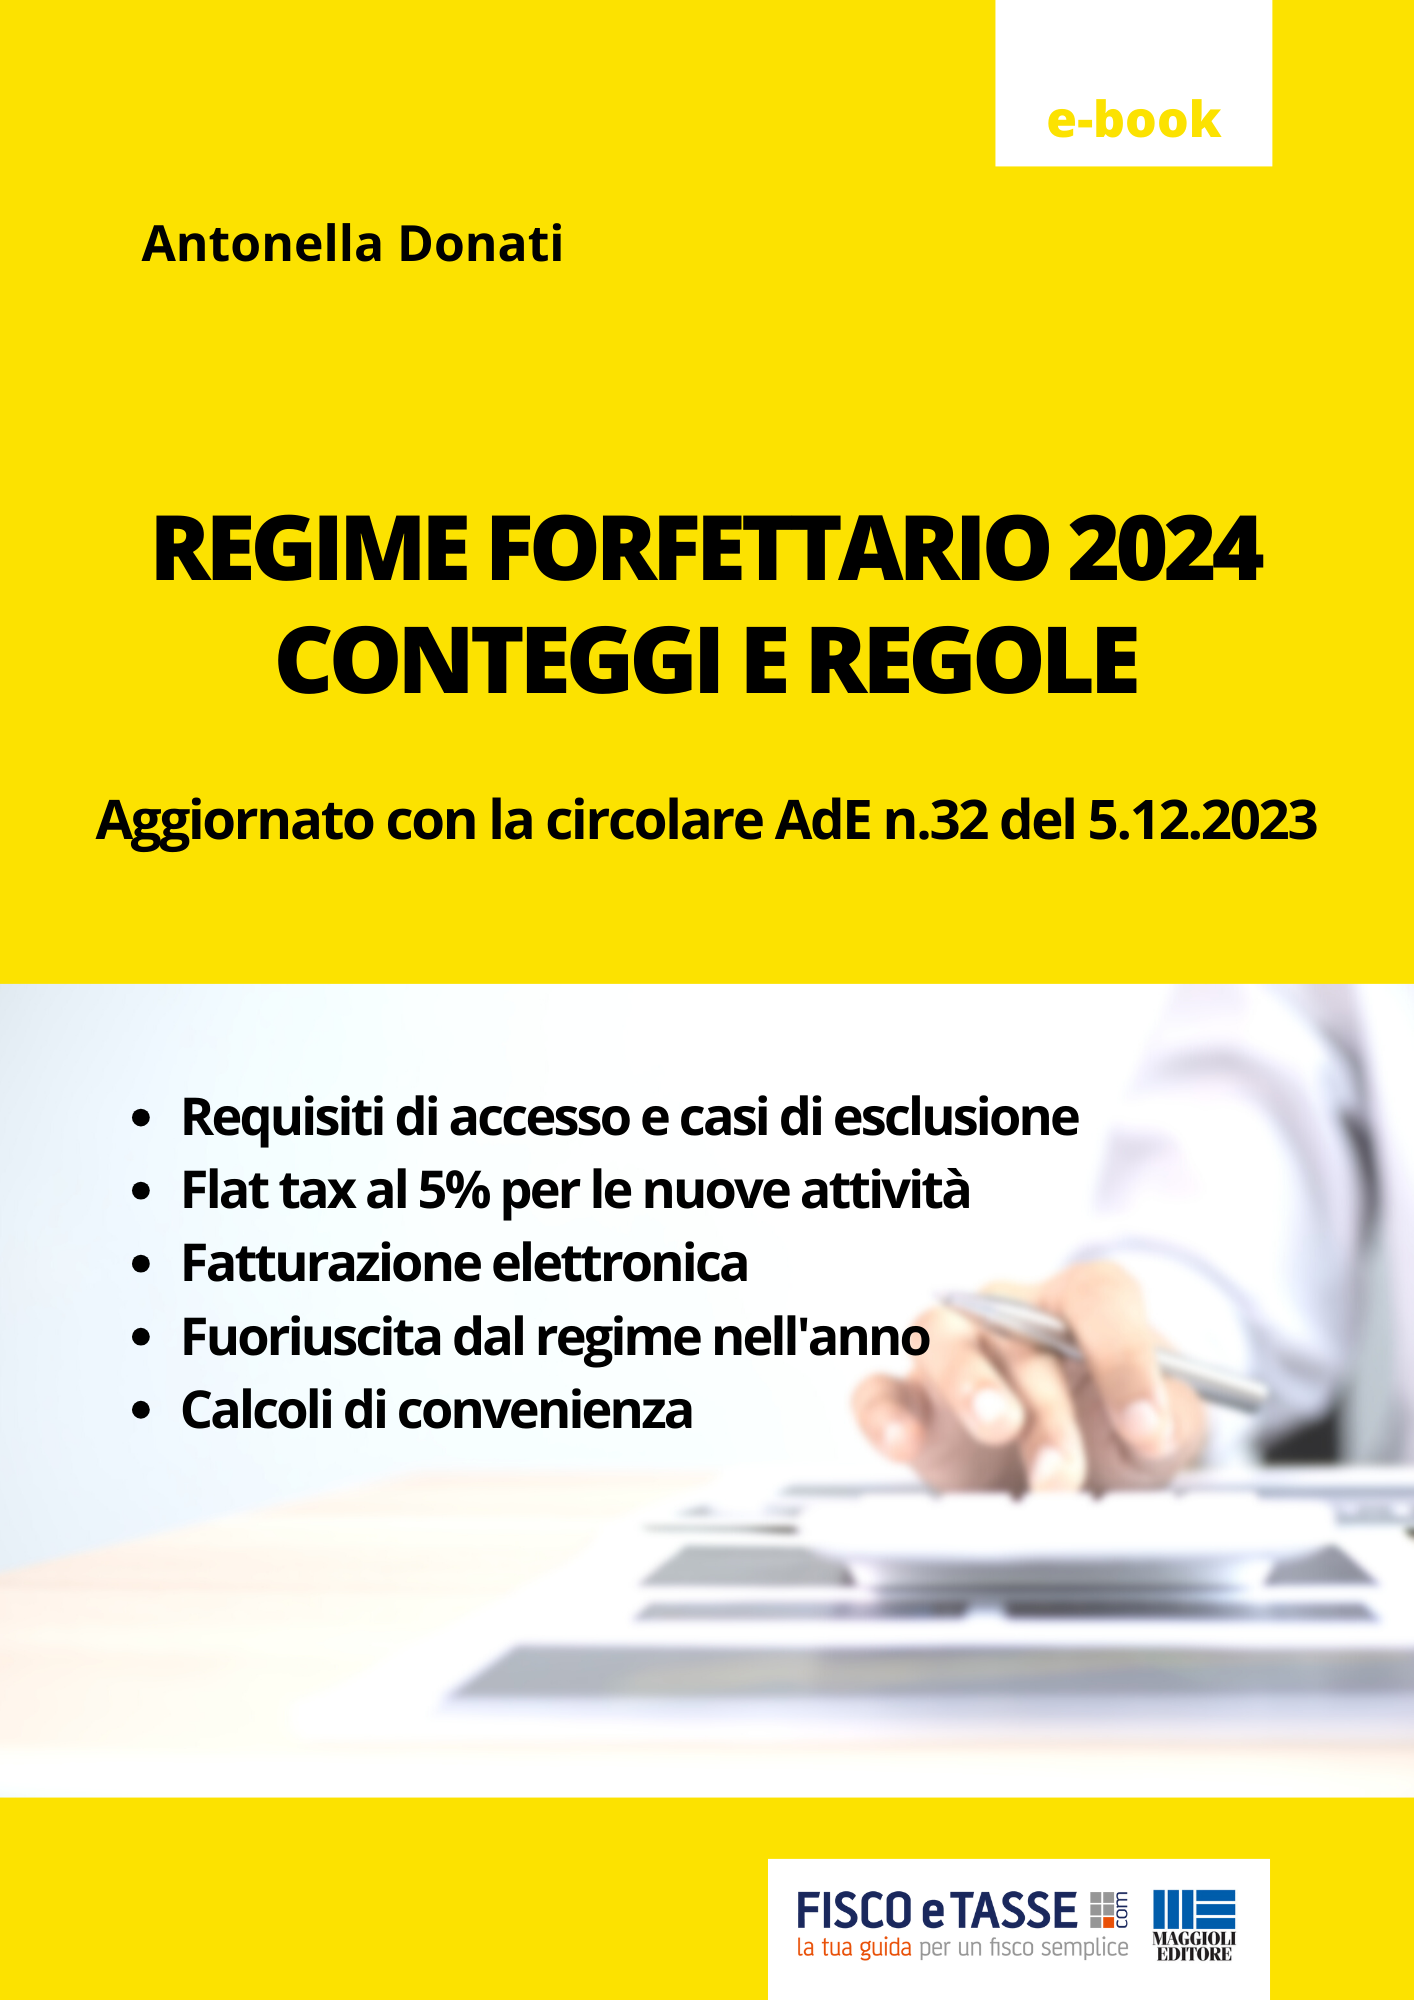 e-book
Antonella Donati
REGIME FORFETTARIO 2024
CONTEGGI E REGOLE
Aggiornato con la circolare AdE n.32 del 5.12.2023
• Requisiti di accesso e casi di esclusione
• Flat tax al 5% per le nuove attività
• Fatturazione elettronica
• Fuoriuscita dal regime nell'anno
• Calcoli di convenienza
FISCO e TASSE .com
la tua guida per un fisco semplice
MAGGIOLI
EDITORE